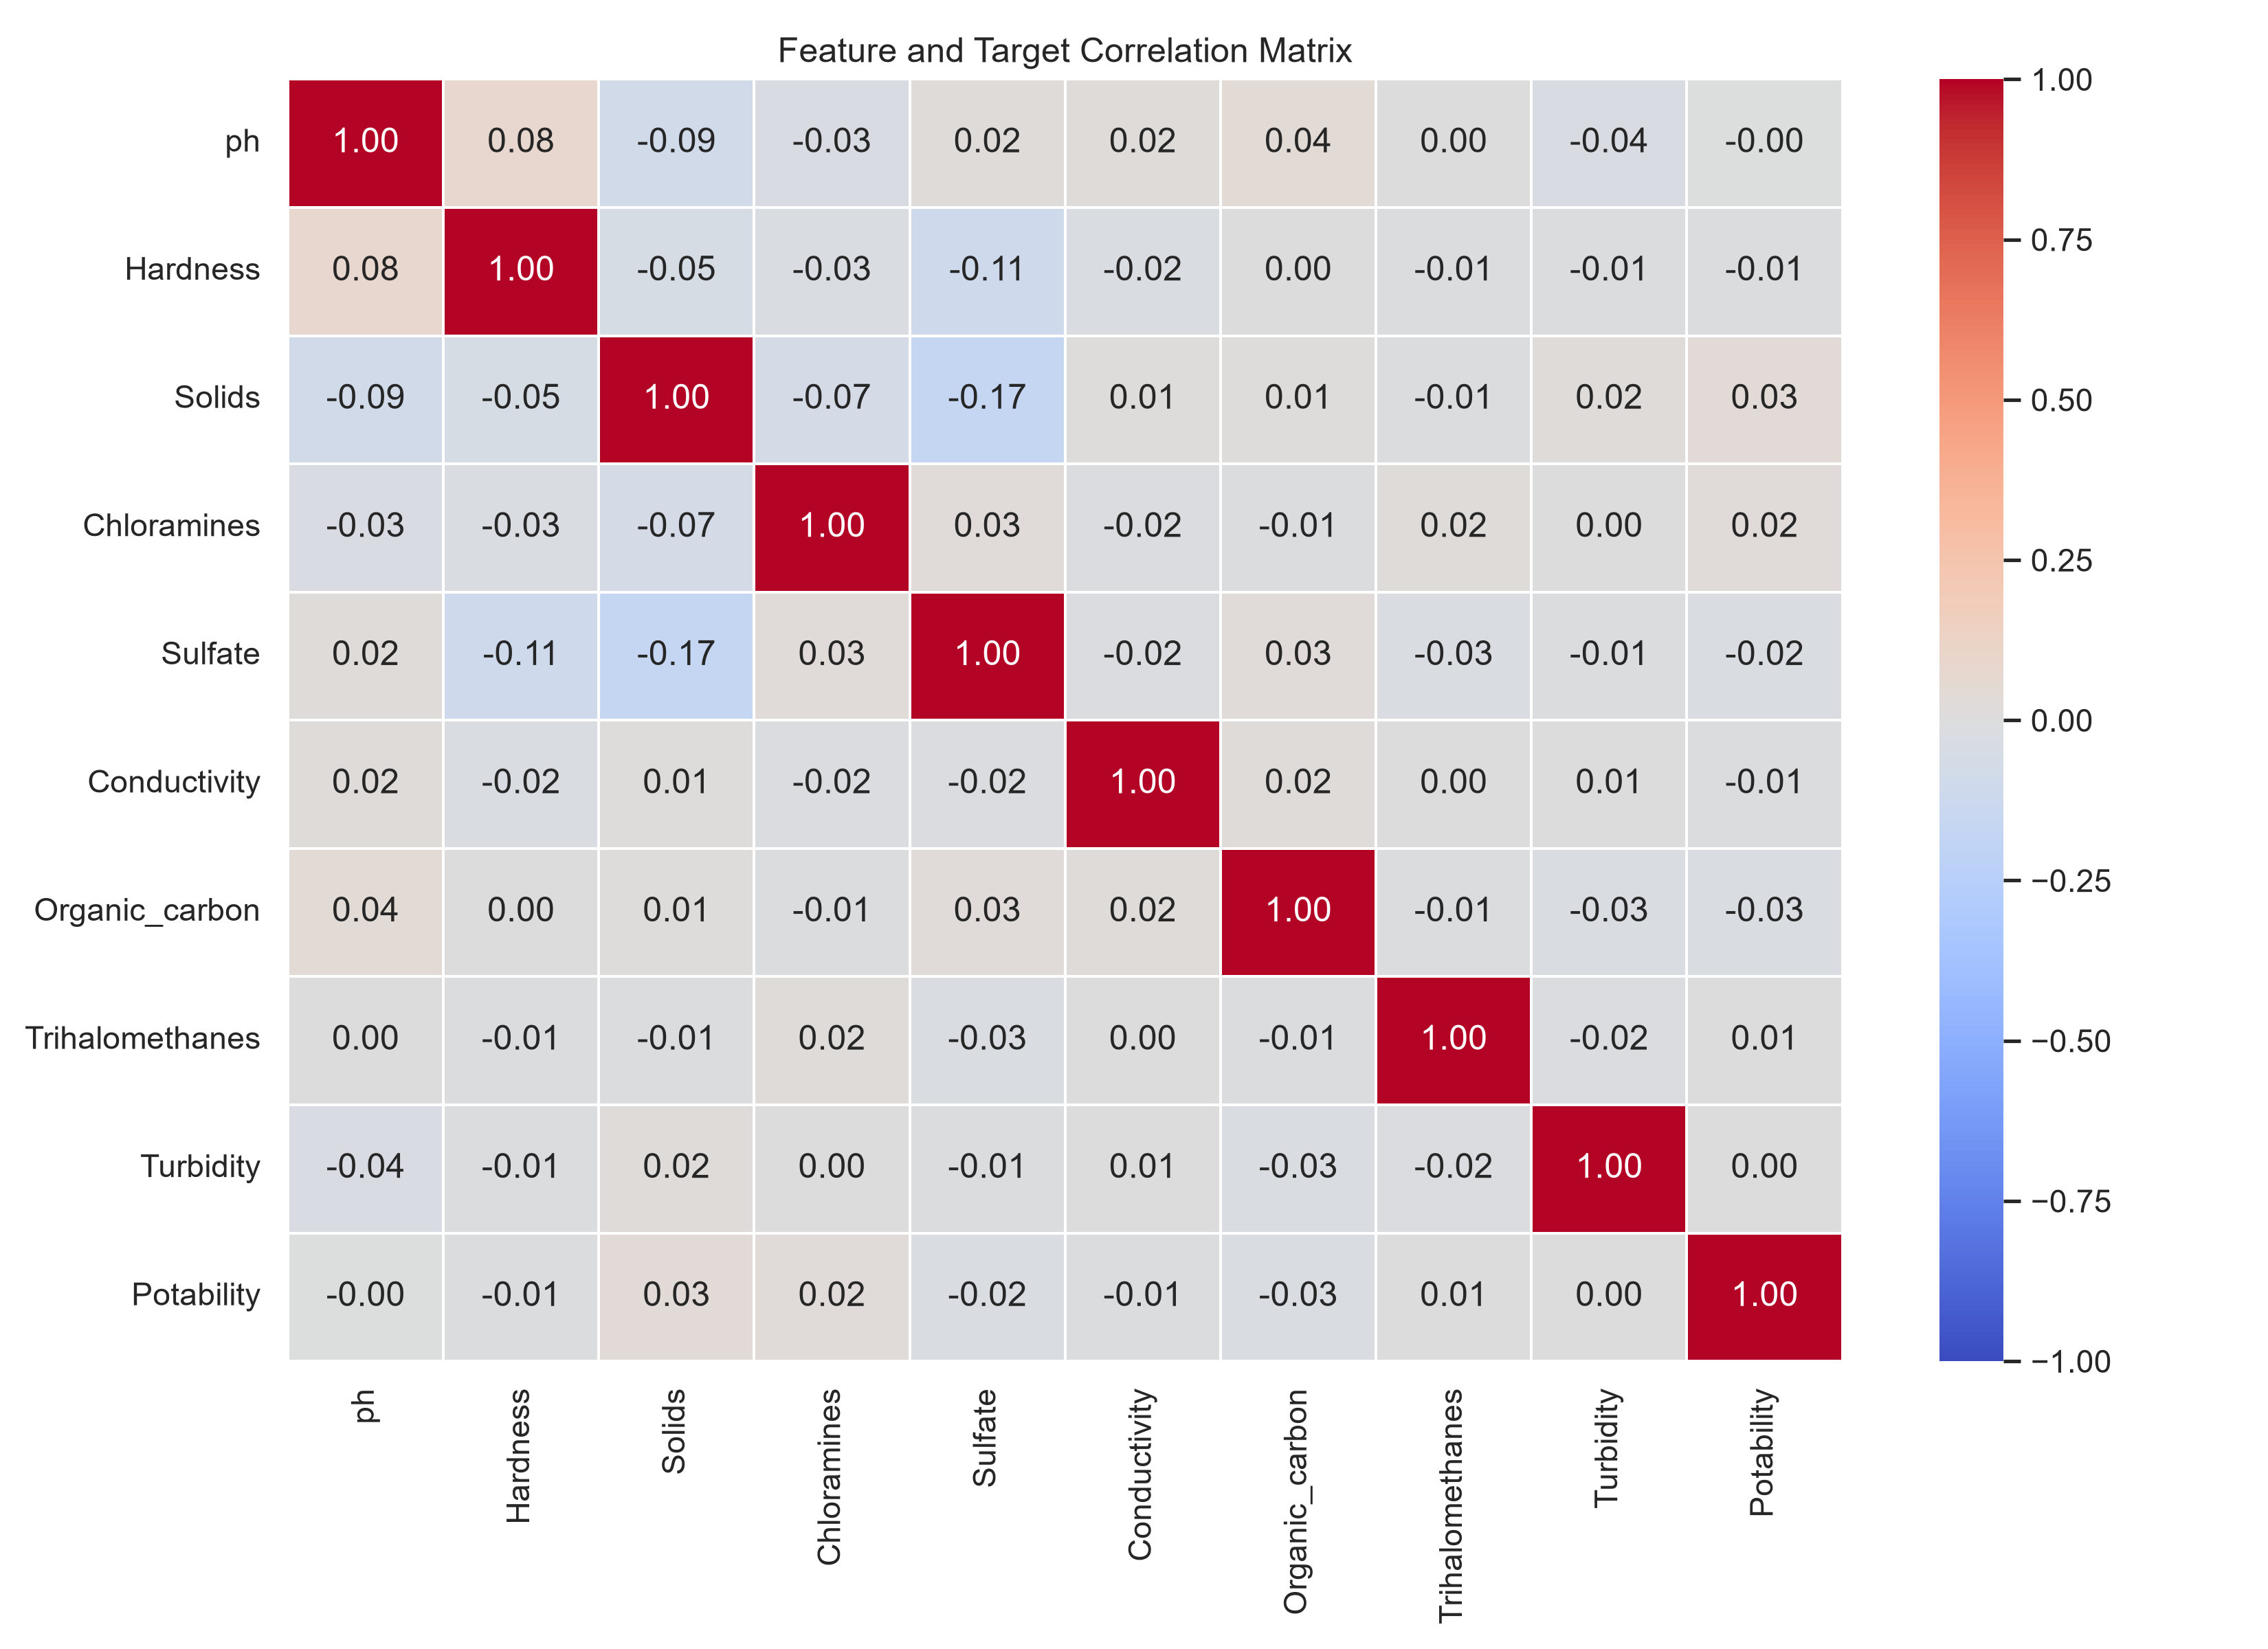 Feature and Target Correlation Matrix
ph 1.00 0.08 -0.09 -0.03 0.02 0.02 0.04 0.00 -0.04 -0.00
Hardness 0.08 1.00 -0.05 -0.03 -0.11 -0.02 0.00 -0.01 -0.01 -0.01
Solids -0.09 -0.05 1.00 -0.07 -0.17 0.01 0.01 -0.01 0.02 0.03
Chloramines -0.03 -0.03 -0.07 1.00 0.03 -0.02 -0.01 0.02 0.00 0.02
Sulfate 0.02 -0.11 -0.17 0.03 1.00 -0.02 0.03 -0.03 -0.01 -0.02
Conductivity 0.02 -0.02 0.01 -0.02 -0.02 1.00 0.02 0.00 0.01 -0.01
Organic_carbon 0.04 0.00 0.01 -0.01 0.03 0.02 1.00 -0.01 -0.03 -0.03
Trihalomethanes 0.00 -0.01 -0.01 0.02 -0.03 0.00 -0.01 1.00 -0.02 0.01
Turbidity -0.04 -0.01 0.02 0.00 -0.01 0.01 -0.03 -0.02 1.00 0.00
Potability -0.00 -0.01 0.03 0.02 -0.02 -0.01 -0.03 0.01 0.00 1.00
ph
Hardness
Solids
Chloramines
Sulfate
Conductivity
Organic_carbon
Trihalomethanes
Turbidity
Potability
1.00
0.75
0.50
0.25
0.00
−0.25
−0.50
−0.75
−1.00